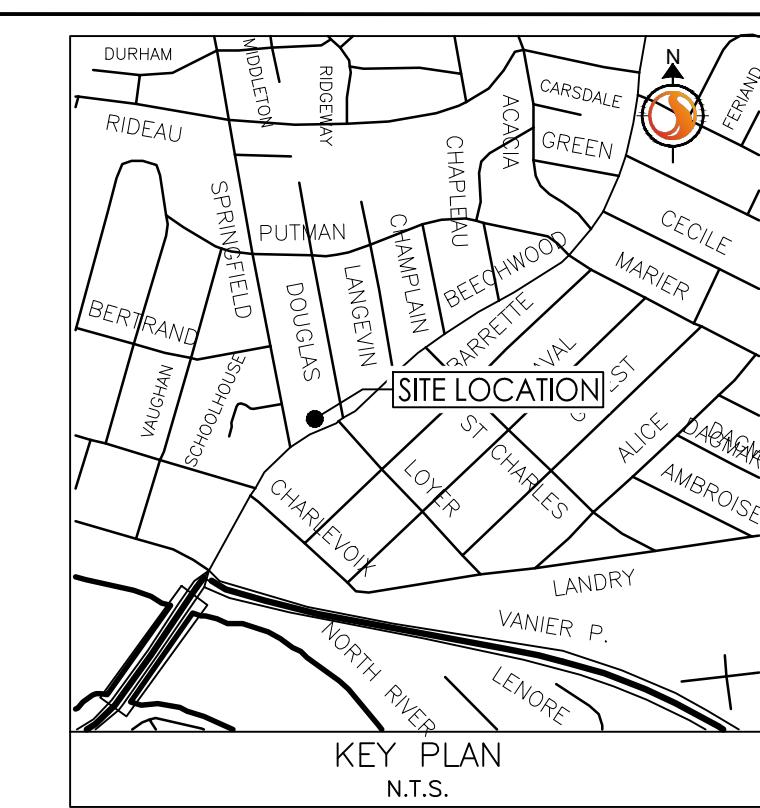 DURHAM
MIDDLETON
RIDGEWAY
N
FERIAND
CARSDALE
ACACIA
RIDEAU
GREEN
CHAPLEAU
SPRINGFIELD
PUTMAN
CHAMPLAIN
CECILE
BEECHWOOD
MARIER
LANGEVIN
DOUGLAS
BERTRAND
BARRETTE
VAUGHAN
SCHOOLHOUSE
SITE LOCATION
ST CHARLES
ALICE
LOYER
AMBROISE
CHARLEVOIX
LANDRY
VANIER P.
NORTH RIVER
LENORE
KEY PLAN
N.T.S.